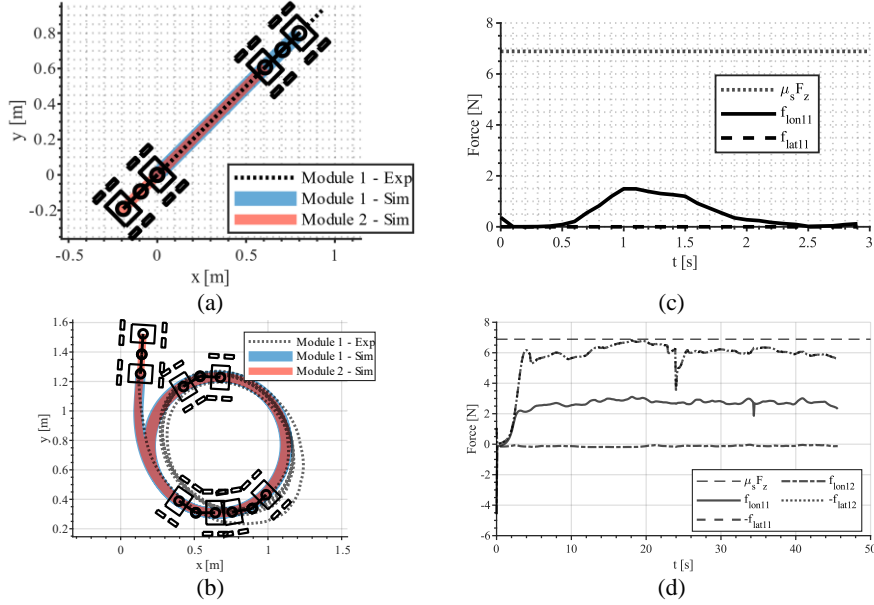 0.8
0.6
0.4
0.2
0
-0.2
y [m]
-0.5
0
0.5
1
x [m]
Module 1 - Exp
Module 1 - Sim
Module 2 - Sim
(a)
8
6
4
2
0
Force [N]
0
0.5
1
1.5
2
2.5
3
t [s]
μsFz
flon11
flat11
(c)
1.6
1.4
1.2
1
0.8
0.6
0.4
0.2
y [m]
0
0.5
1
1.5
x [m]
Module 1 - Exp
Module 1 - Sim
Module 2 - Sim
(b)
8
6
4
2
0
-2
-4
-6
Force [N]
0
10
20
30
40
50
t [s]
μsFz
flon11
-flat11
flon12
-flat12
(d)